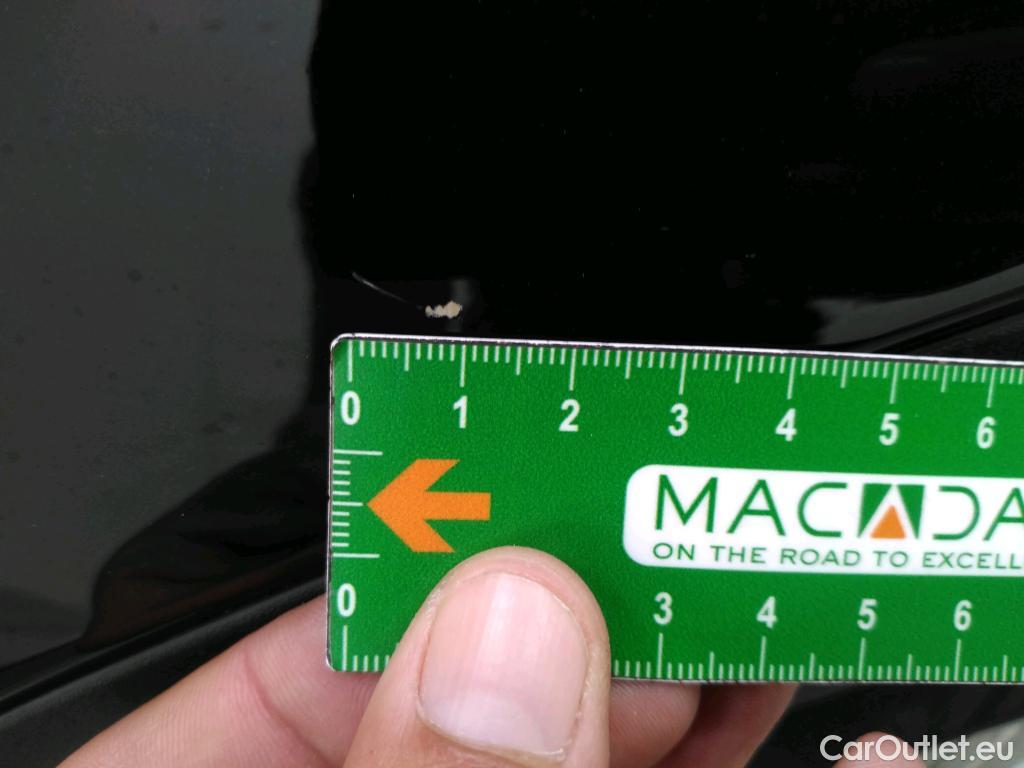 0 1 2 3 4 5 6
MACADA
ON THE ROAD TO EXCELL
0 3 4 5 6
CarOutlet.eu